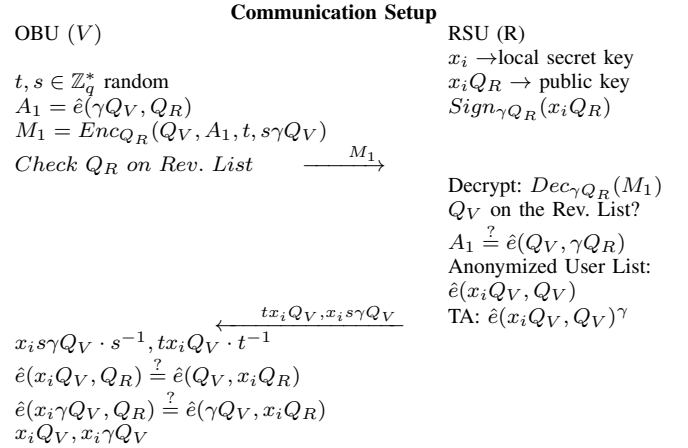 Communication Setup
OBU (V)
RSU (R)
x_i → local secret key
t, s ∈ ℤ_q^* random
x_iQ_R → public key
A_1 = ê(γQ_V, Q_R)
Sign_{γQ_R}(x_iQ_R)
M_1 = Enc_{Q_R}(Q_V, A_1, t, sγQ_V)
Check Q_R on Rev. List
M_1
Decrypt: Dec_{γQ_R}(M_1)
Q_V on the Rev. List?
A_1 ≟ ê(Q_V, γQ_R)
Anonymized User List:
ê(x_iQ_V, Q_V)
tx_iQ_V, x_isγQ_V
TA: ê(x_iQ_V, Q_V)^γ
x_isγQ_V · s^{-1}, tx_iQ_V · t^{-1}
ê(x_iQ_V, Q_R) ≟ ê(Q_V, x_iQ_R)
ê(x_iγQ_V, Q_R) ≟ ê(γQ_V, x_iQ_R)
x_iQ_V, x_iγQ_V